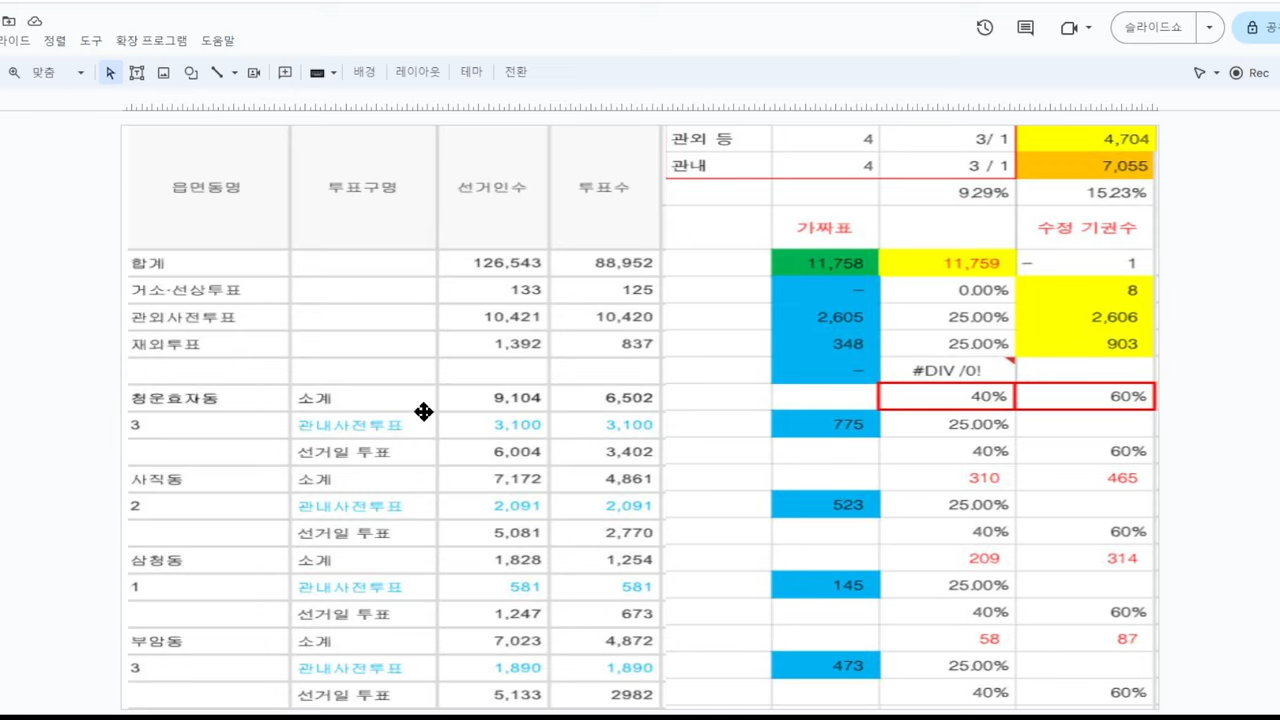 라이드 정렬 도구 확장 프로그램 도움말 슬라이드쇼 공
맞춤 배경 레이아웃 테마 전환 Rec
관외 등 4 3/ 1 4,704
관내 4 3 / 1 7,055
읍면동명 투표구명 선거인수 투표수 9.29% 15.23%
가짜표 수정 기권수
합계 126,543 88,952 11,758 11,759 – 1
거소·선상투표 133 125 – 0.00% 8
관외사전투표 10,421 10,420 2,605 25.00% 2,606
재외투표 1,392 837 348 25.00% 903
– #DIV /0!
청운효자동 소계 9,104 6,502 40% 60%
3 관내사전투표 3,100 3,100 775 25.00%
선거일 투표 6,004 3,402 40% 60%
사직동 소계 7,172 4,861 310 465
2 관내사전투표 2,091 2,091 523 25.00%
선거일 투표 5,081 2,770 40% 60%
삼청동 소계 1,828 1,254 209 314
1 관내사전투표 581 581 145 25.00%
선거일 투표 1,247 673 40% 60%
부암동 소계 7,023 4,872 58 87
3 관내사전투표 1,890 1,890 473 25.00%
선거일 투표 5,133 2982 40% 60%